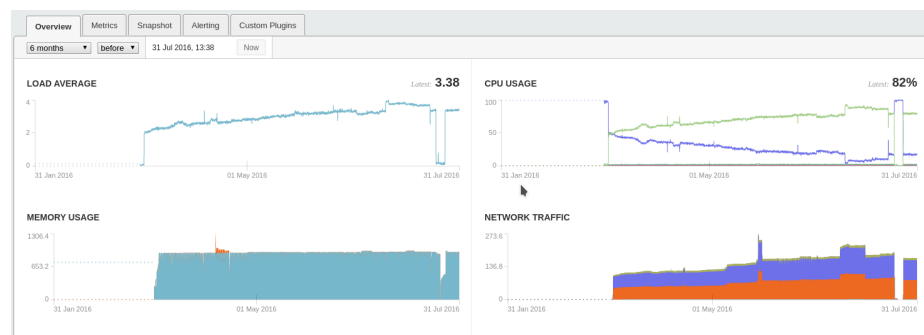 Overview Metrics Snapshot Alerting Custom Plugins
6 months before 31 Jul 2016, 13:38 Now
LOAD AVERAGE Latest: 3.38
4
2
0
31 Jan 2016 01 May 2016 31 Jul 2016
CPU USAGE Latest: 82%
100
50
0
31 Jan 2016 01 May 2016 31 Jul 2016
MEMORY USAGE
1306.4
653.2
0
31 Jan 2016 01 May 2016 31 Jul 2016
NETWORK TRAFFIC
273.6
136.8
0
31 Jan 2016 01 May 2016 31 Jul 2016